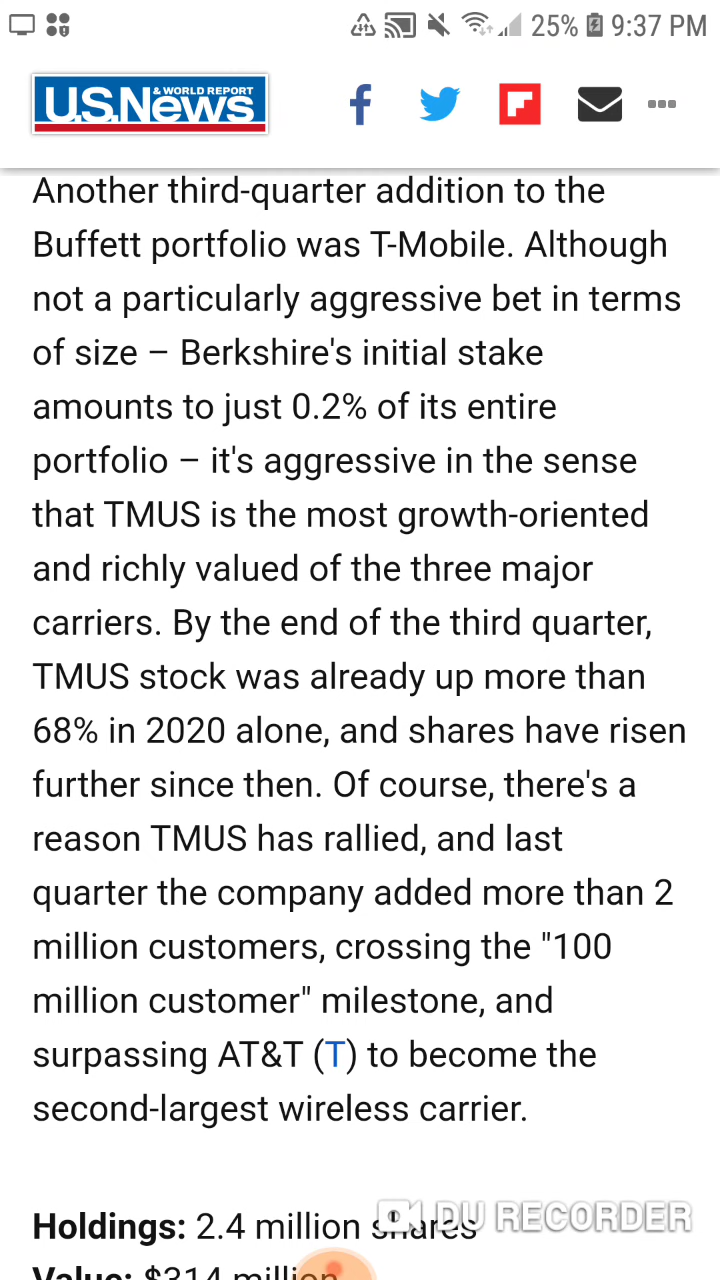 25% 9:37 PM
U.S.News & WORLD REPORT
Another third-quarter addition to the
Buffett portfolio was T-Mobile. Although
not a particularly aggressive bet in terms
of size – Berkshire's initial stake
amounts to just 0.2% of its entire
portfolio – it's aggressive in the sense
that TMUS is the most growth-oriented
and richly valued of the three major
carriers. By the end of the third quarter,
TMUS stock was already up more than
68% in 2020 alone, and shares have risen
further since then. Of course, there's a
reason TMUS has rallied, and last
quarter the company added more than 2
million customers, crossing the "100
million customer" milestone, and
surpassing AT&T (T) to become the
second-largest wireless carrier.
Holdings: 2.4 million shares
DU RECORDER
Value: $314 million